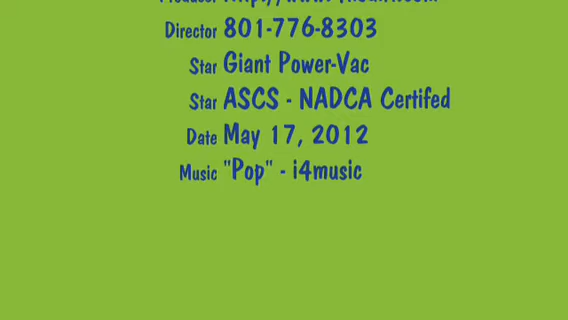 Director 801-776-8303
Star Giant Power-Vac
Star ASCS - NADCA Certifed
Date May 17, 2012
Music "Pop" - i4music